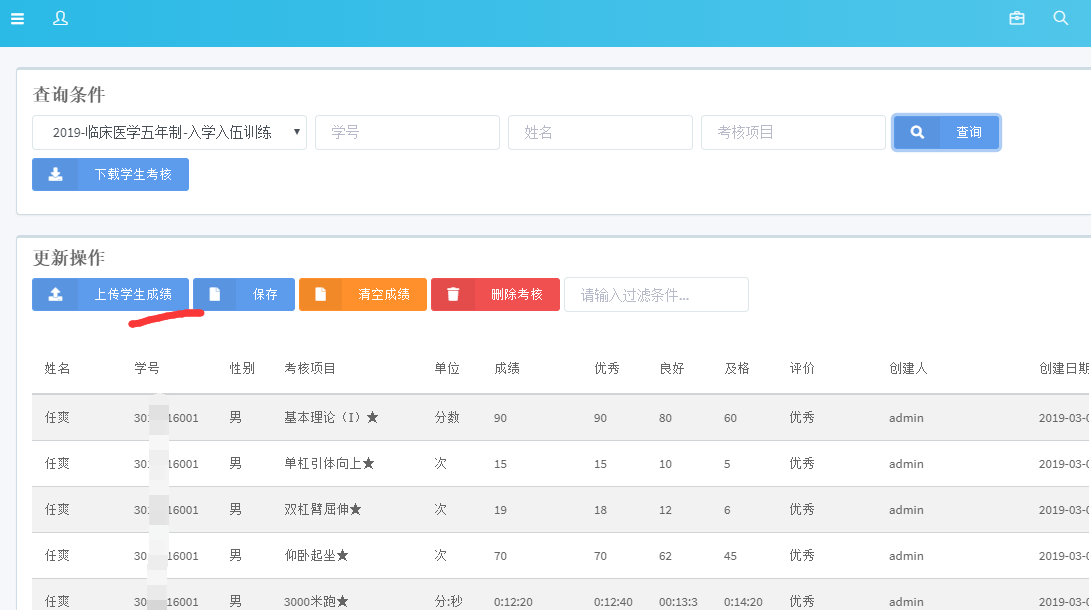 查询条件
2019-临床医学五年制-入学入伍训练 学号 姓名 考核项目 查询
下载学生考核
更新操作
上传学生成绩 保存 清空成绩 删除考核 请输入过滤条件...
姓名 学号 性别 考核项目 单位 成绩 优秀 良好 及格 评价 创建人 创建日期
任爽 30 16001 男 基本理论（I）★ 分数 90 90 80 60 优秀 admin 2019-03-0
任爽 30 16001 男 单杠引体向上★ 次 15 15 10 5 优秀 admin 2019-03-0
任爽 30 16001 男 双杠臂屈伸★ 次 19 18 12 6 优秀 admin 2019-03-0
任爽 30 16001 男 仰卧起坐★ 次 70 70 62 45 优秀 admin 2019-03-0
任爽 30 16001 男 3000米跑★ 分:秒 0:12:20 0:12:40 00:13:3 0:14:20 优秀 admin 2019-03-0